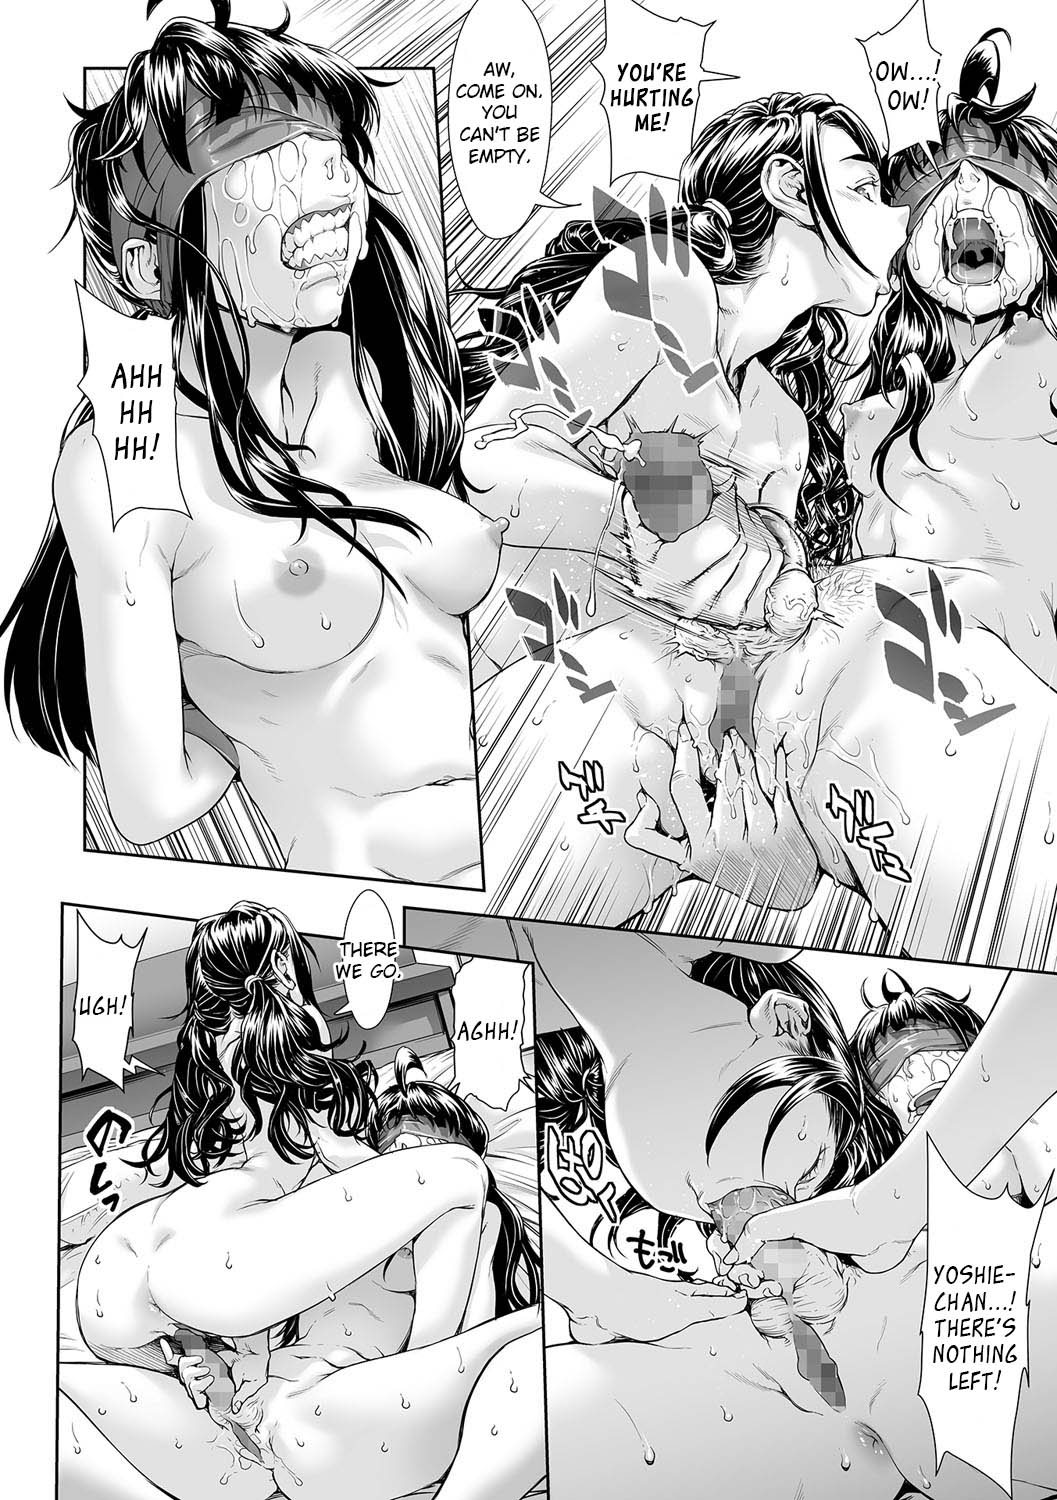 OW...!
OW!
YOU'RE
HURTING
ME!
AW,
COME ON.
YOU
CAN'T BE
EMPTY.
AHH
HH
HH!
YOSHIE-
CHAN...!
THERE'S
NOTHING
LEFT!
AGHH!
THERE
WE GO.
UGH!